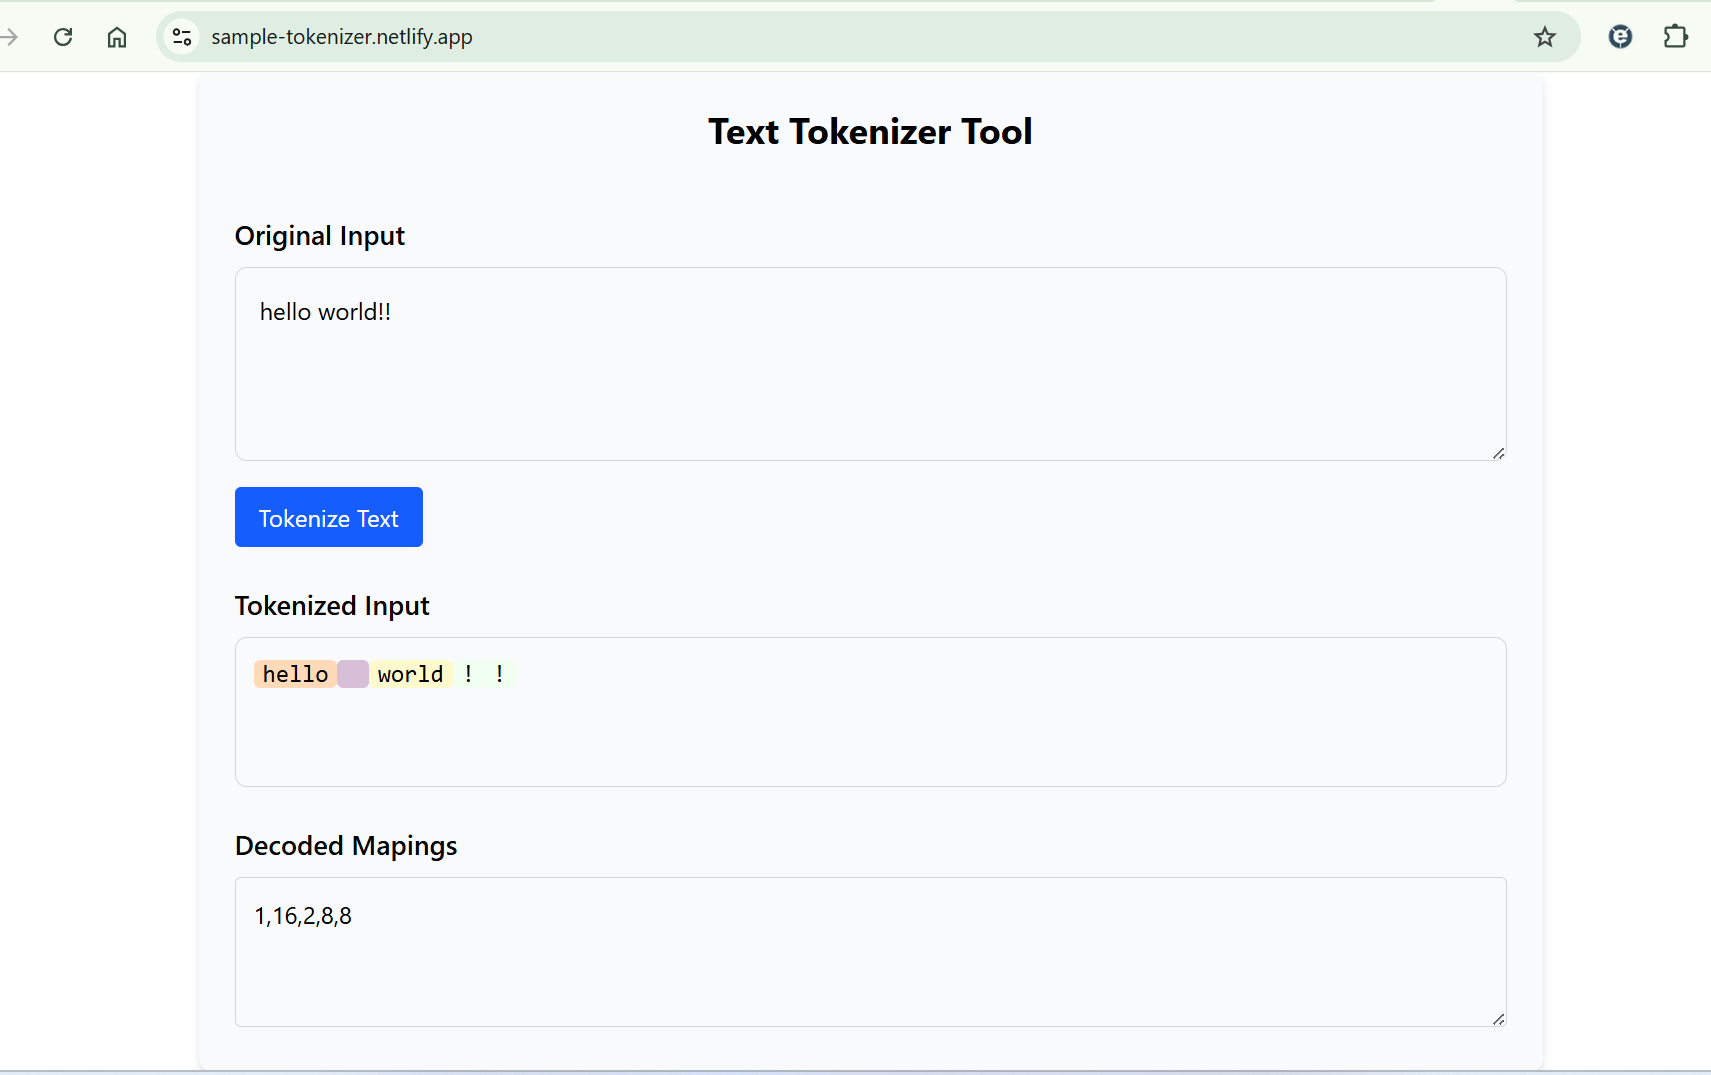 sample-tokenizer.netlify.app
Text Tokenizer Tool
Original Input
hello world!!
Tokenize Text
Tokenized Input
hello world ! !
Decoded Mapings
1,16,2,8,8